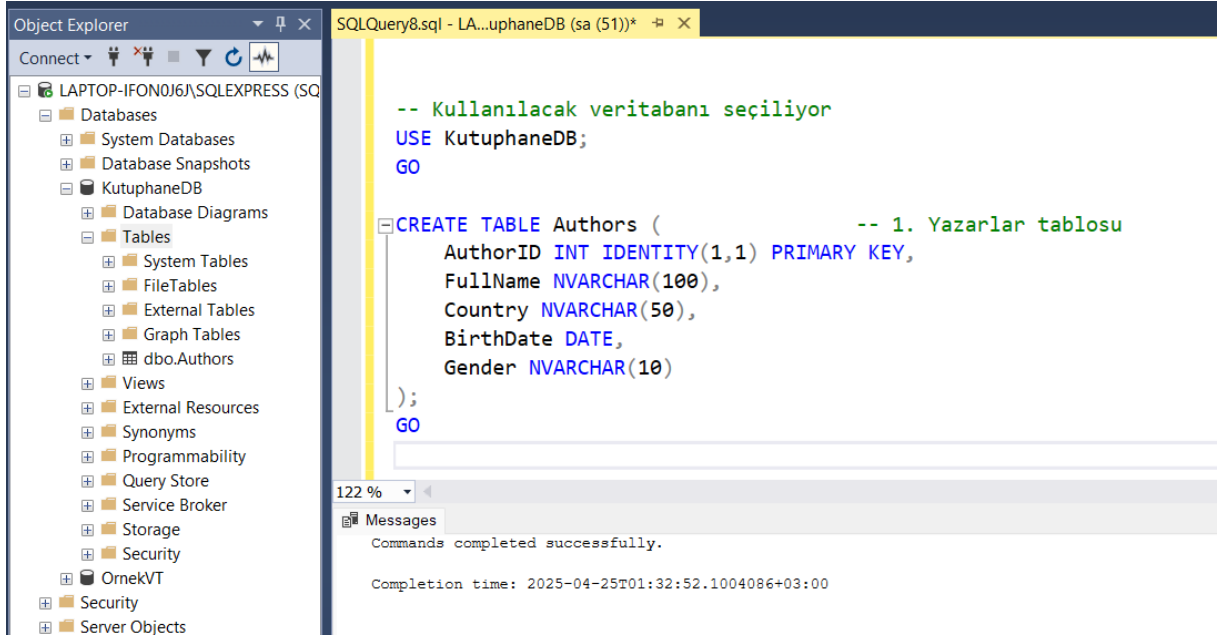 Object Explorer
Connect
LAPTOP-IFON0J6J\SQLEXPRESS (SQ
Databases
System Databases
Database Snapshots
KutuphaneDB
Database Diagrams
Tables
System Tables
FileTables
External Tables
Graph Tables
dbo.Authors
Views
External Resources
Synonyms
Programmability
Query Store
Service Broker
Storage
Security
OrnekVT
Security
Server Objects
SQLQuery8.sql - LA...uphaneDB (sa (51))*
-- Kullanılacak veritabanı seçiliyor
USE KutuphaneDB;
GO
CREATE TABLE Authors ( -- 1. Yazarlar tablosu
AuthorID INT IDENTITY(1,1) PRIMARY KEY,
FullName NVARCHAR(100),
Country NVARCHAR(50),
BirthDate DATE,
Gender NVARCHAR(10)
);
GO
122 %
Messages
Commands completed successfully.
Completion time: 2025-04-25T01:32:52.1004086+03:00